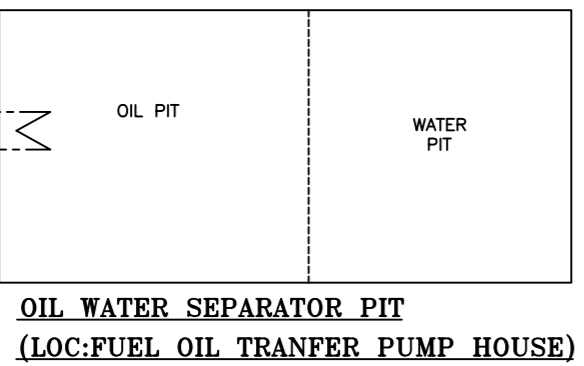 OIL PIT
WATER
PIT
OIL WATER SEPARATOR PIT
(LOC:FUEL OIL TRANFER PUMP HOUSE)